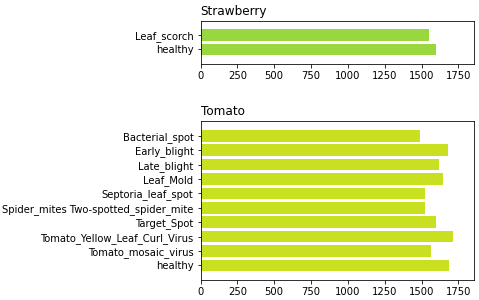 Strawberry
Leaf_scorch
healthy
0 250 500 750 1000 1250 1500 1750
Tomato
Bacterial_spot
Early_blight
Late_blight
Leaf_Mold
Septoria_leaf_spot
Spider_mites Two-spotted_spider_mite
Target_Spot
Tomato_Yellow_Leaf_Curl_Virus
Tomato_mosaic_virus
healthy
0 250 500 750 1000 1250 1500 1750